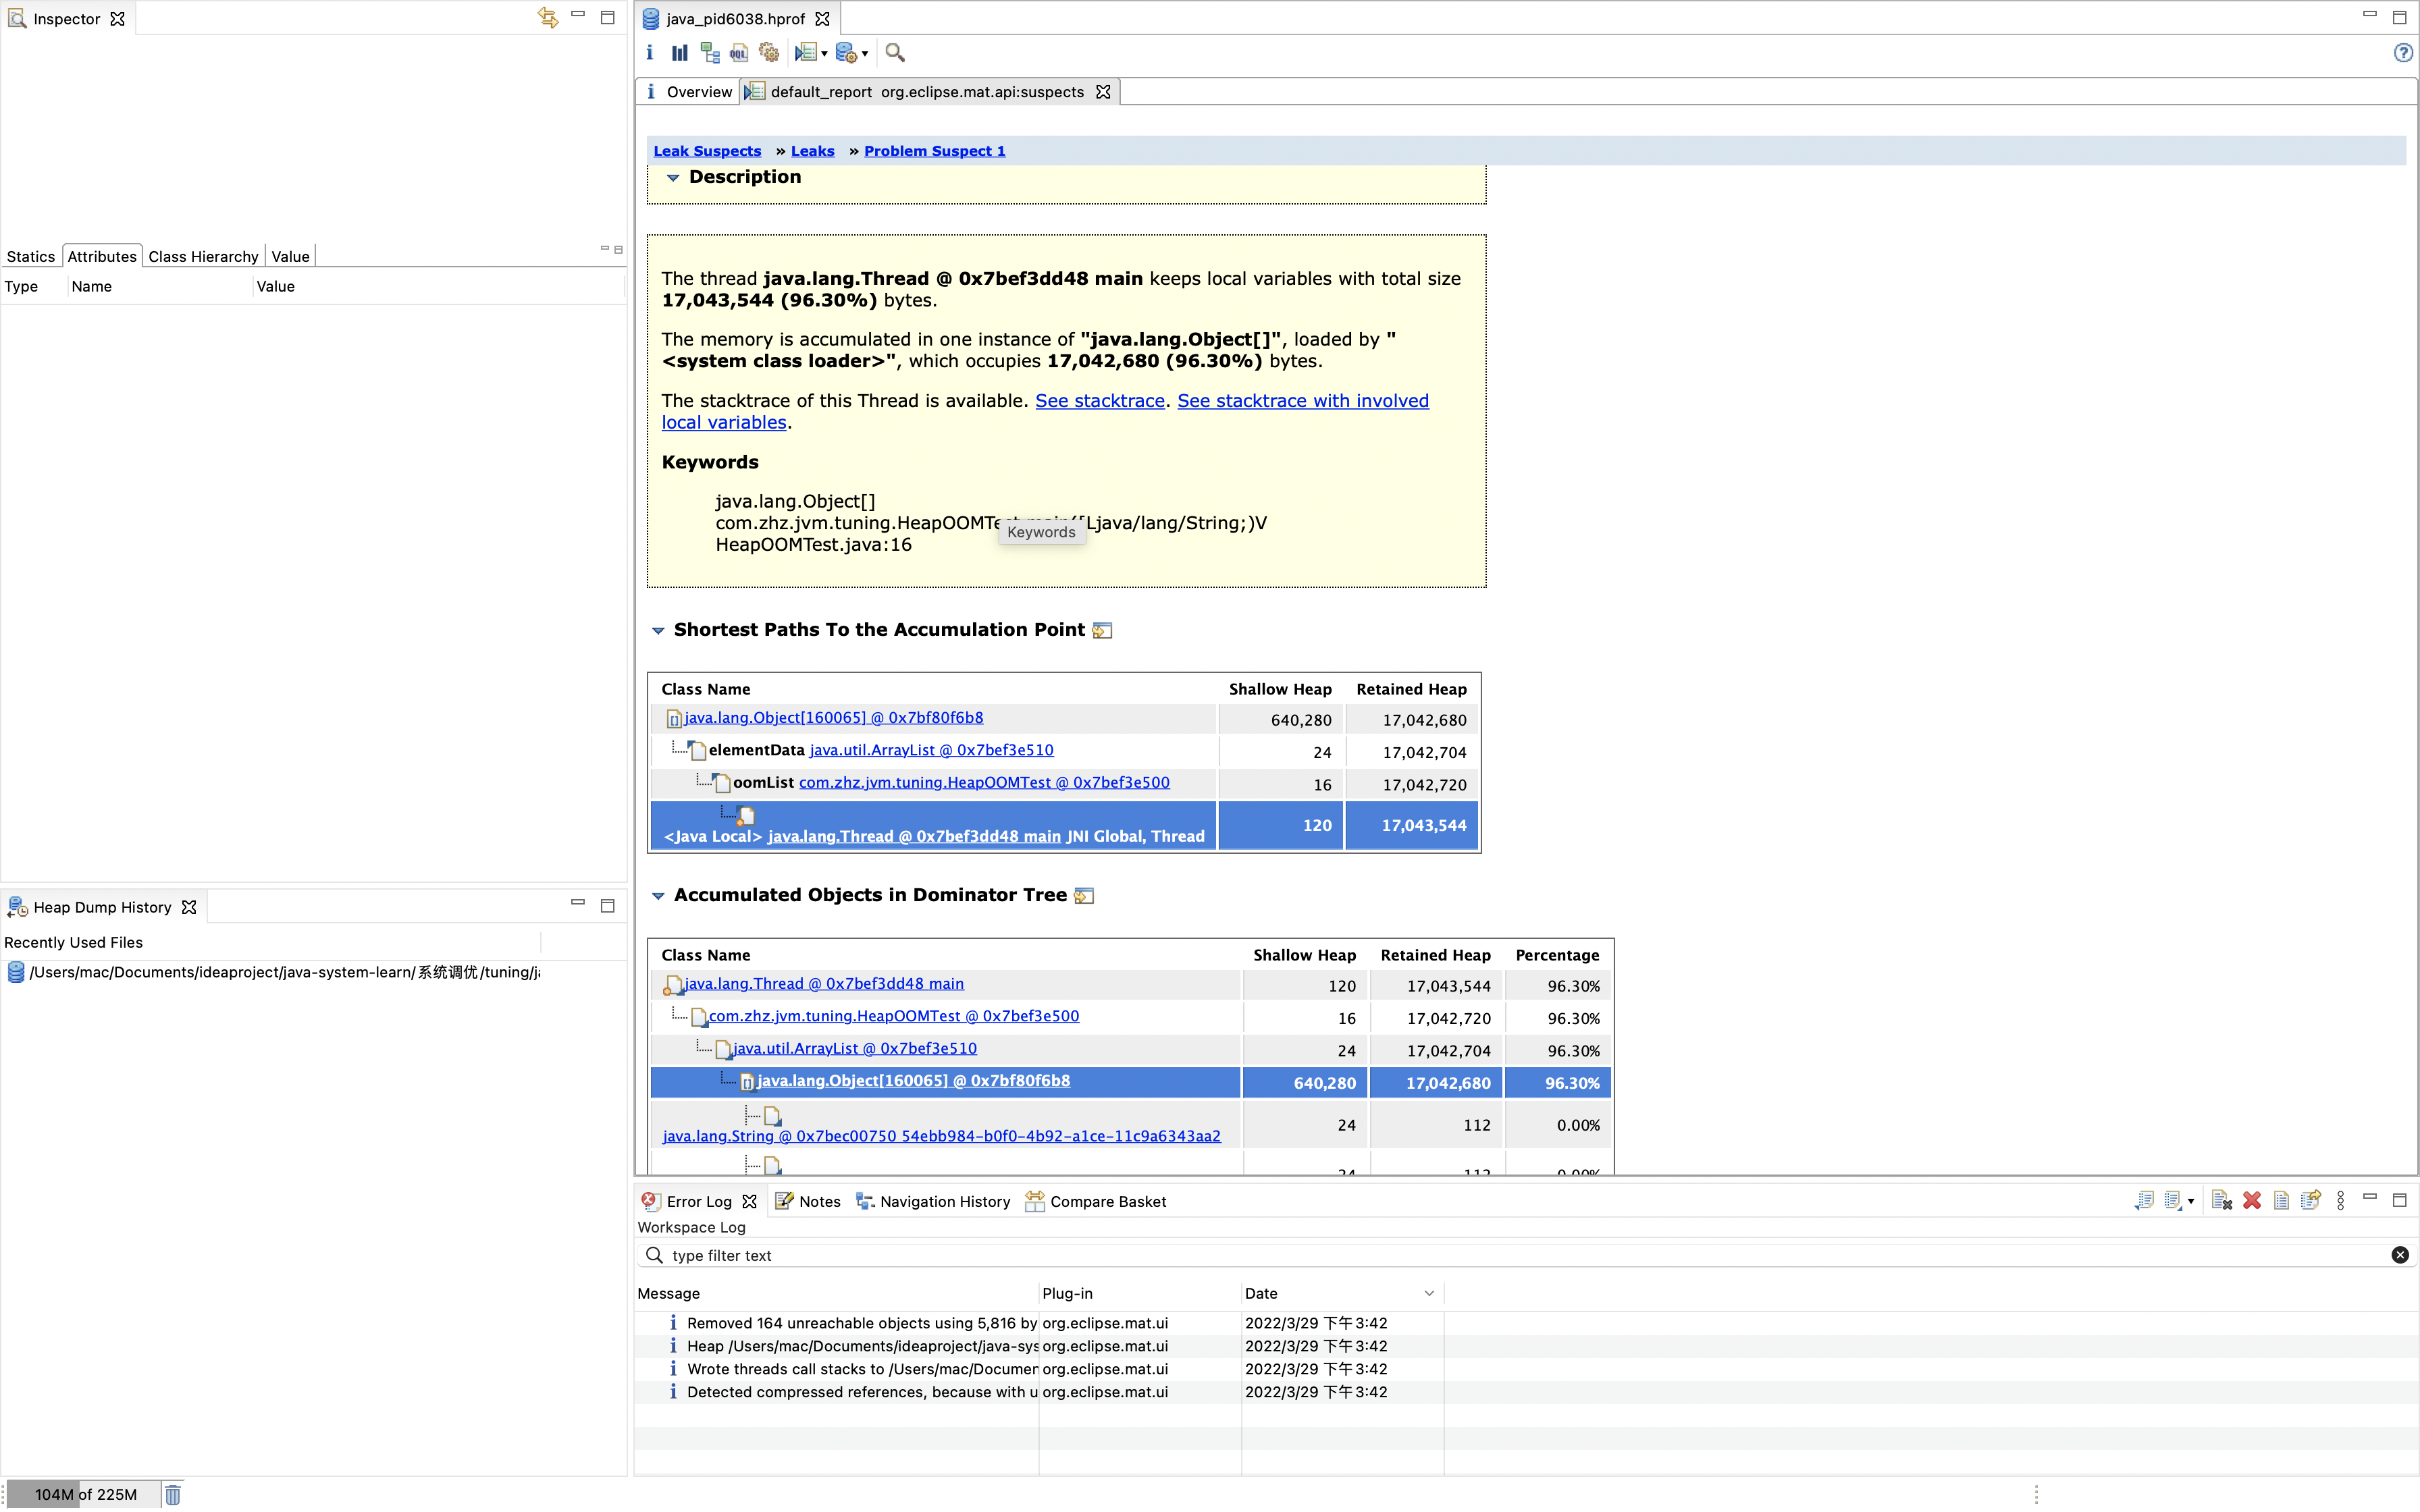 Inspector
Statics Attributes Class Hierarchy Value
Type Name Value
Heap Dump History
Recently Used Files
/Users/mac/Documents/ideaproject/java-system-learn/系统调优/tuning/ja
104M of 225M
java_pid6038.hprof
Overview default_report org.eclipse.mat.api:suspects
Leak Suspects » Leaks » Problem Suspect 1
Description
The thread java.lang.Thread @ 0x7bef3dd48 main keeps local variables with total size
17,043,544 (96.30%) bytes.
The memory is accumulated in one instance of "java.lang.Object[]", loaded by "
<system class loader>", which occupies 17,042,680 (96.30%) bytes.
The stacktrace of this Thread is available. See stacktrace. See stacktrace with involved
local variables.
Keywords
java.lang.Object[]
com.zhz.jvm.tuning.HeapOOMTe Ljava/lang/String;)V
Keywords
HeapOOMTest.java:16
Shortest Paths To the Accumulation Point
Class Name Shallow Heap Retained Heap
java.lang.Object[160065] @ 0x7bf80f6b8 640,280 17,042,680
elementData java.util.ArrayList @ 0x7bef3e510 24 17,042,704
oomList com.zhz.jvm.tuning.HeapOOMTest @ 0x7bef3e500 16 17,042,720
<Java Local> java.lang.Thread @ 0x7bef3dd48 main JNI Global, Thread 120 17,043,544
Accumulated Objects in Dominator Tree
Class Name Shallow Heap Retained Heap Percentage
java.lang.Thread @ 0x7bef3dd48 main 120 17,043,544 96.30%
com.zhz.jvm.tuning.HeapOOMTest @ 0x7bef3e500 16 17,042,720 96.30%
java.util.ArrayList @ 0x7bef3e510 24 17,042,704 96.30%
java.lang.Object[160065] @ 0x7bf80f6b8 640,280 17,042,680 96.30%
java.lang.String @ 0x7bec00750 54ebb984-b0f0-4b92-a1ce-11c9a6343aa2 24 112 0.00%
24 112 0.00%
Error Log Notes Navigation History Compare Basket
Workspace Log
type filter text
Message Plug-in Date
Removed 164 unreachable objects using 5,816 by org.eclipse.mat.ui 2022/3/29 下午3:42
Heap /Users/mac/Documents/ideaproject/java-sys org.eclipse.mat.ui 2022/3/29 下午3:42
Wrote threads call stacks to /Users/mac/Documen org.eclipse.mat.ui 2022/3/29 下午3:42
Detected compressed references, because with u org.eclipse.mat.ui 2022/3/29 下午3:42